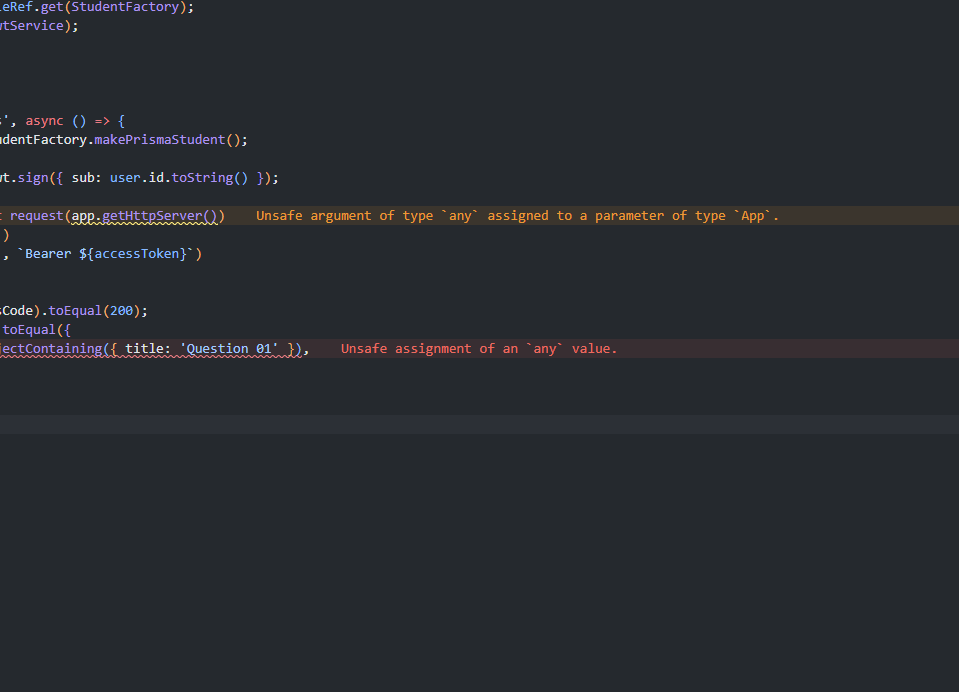 eRef.get(StudentFactory);
wtService);
s', async () => {
udentFactory.makePrismaStudent();
wt.sign({ sub: user.id.toString() });
t request(app.getHttpServer()) Unsafe argument of type `any` assigned to a parameter of type `App`.
)
, `Bearer ${accessToken}`)
sCode).toEqual(200);
toEqual({
jectContaining({ title: 'Question 01' }), Unsafe assignment of an `any` value.